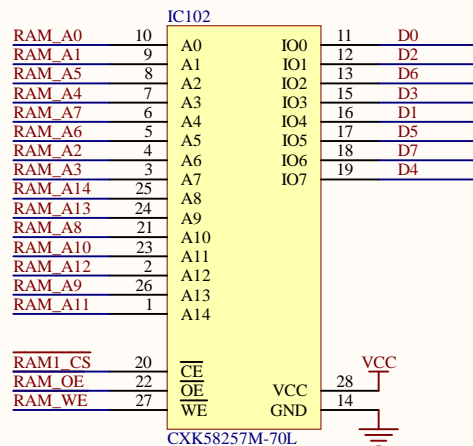 IC102
RAM_A0 10 A0 IO0 11 D0
RAM_A1 9 A1 IO1 12 D2
RAM_A5 8 A2 IO2 13 D6
RAM_A4 7 A3 IO3 15 D3
RAM_A7 6 A4 IO4 16 D1
RAM_A6 5 A5 IO5 17 D5
RAM_A2 4 A6 IO6 18 D7
RAM_A3 3 A7 IO7 19 D4
RAM_A14 25 A8
RAM_A13 24 A9
RAM_A8 21 A10
RAM_A10 23 A11
RAM_A12 2 A12
RAM_A9 26 A13
RAM_A11 1 A14
RAM1_CS 20 CE VCC
RAM_OE 22 OE VCC 28
RAM_WE 27 WE GND 14
CXK58257M-70L